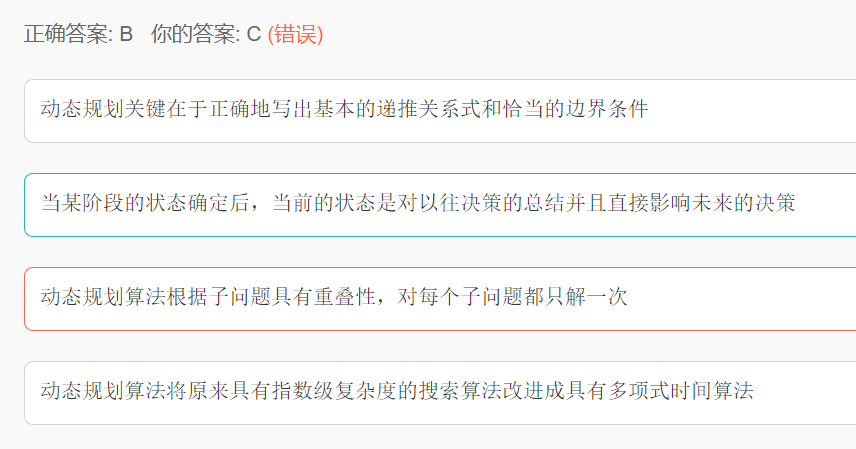 正确答案: B 你的答案: C (错误)
动态规划关键在于正确地写出基本的递推关系式和恰当的边界条件
当某阶段的状态确定后，当前的状态是对以往决策的总结并且直接影响未来的决策
动态规划算法根据子问题具有重叠性，对每个子问题都只解一次
动态规划算法将原来具有指数级复杂度的搜索算法改进成具有多项式时间算法